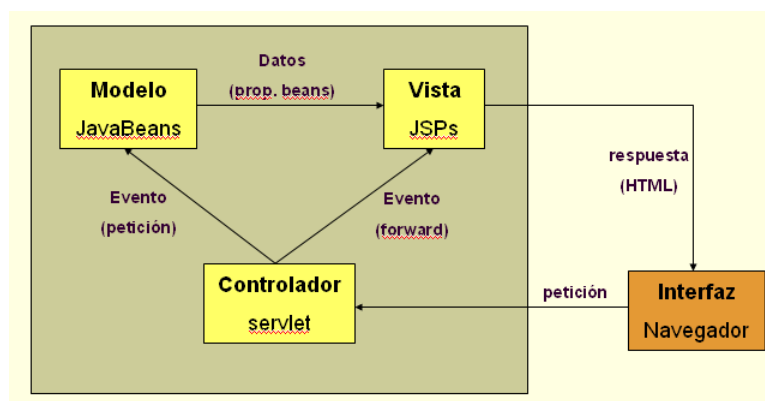 Datos
(prop. beans)
Modelo
JavaBeans
Vista
JSPs
respuesta
(HTML)
Evento
(petición)
Evento
(forward)
Controlador
servlet
petición
Interfaz
Navegador